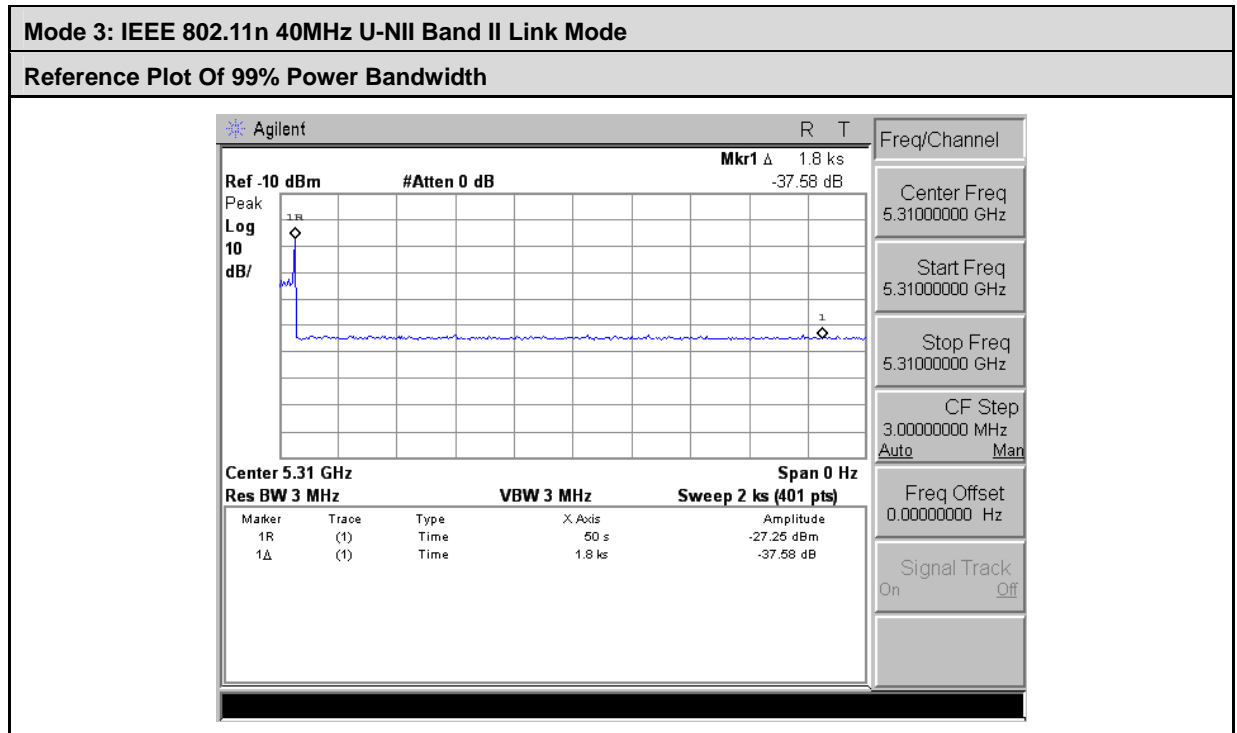 Mode 3: IEEE 802.11n 40MHz U-NII Band II Link Mode
Reference Plot Of 99% Power Bandwidth
Agilent R T
Mkr1 Δ 1.8 ks
Ref -10 dBm #Atten 0 dB -37.58 dB
Peak
Log
10
dB/
1R
1
Center 5.31 GHz Span 0 Hz
Res BW 3 MHz VBW 3 MHz Sweep 2 ks (401 pts)
Marker Trace Type X Axis Amplitude
1R (1) Time 50 s -27.25 dBm
1Δ (1) Time 1.8 ks -37.58 dB
Freq/Channel
Center Freq
5.31000000 GHz
Start Freq
5.31000000 GHz
Stop Freq
5.31000000 GHz
CF Step
3.00000000 MHz
Auto Man
Freq Offset
0.00000000 Hz
Signal Track
On Off